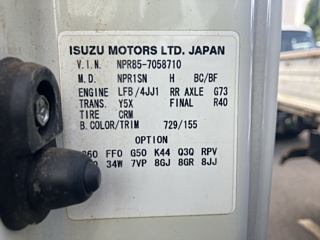 ISUZU MOTORS LTD. JAPAN
V.I.N. NPR85-7058710
M.D. NPR1SN H BC/BF
ENGINE LFB/4JJ1 RR AXLE G73
TRANS. Y5X FINAL R40
TIRE CRM
B.COLOR/TRIM 729/155
OPTION
FF0 G50 K44 Q3Q RPV
34W 7VP 8GJ 8GR 8JJ